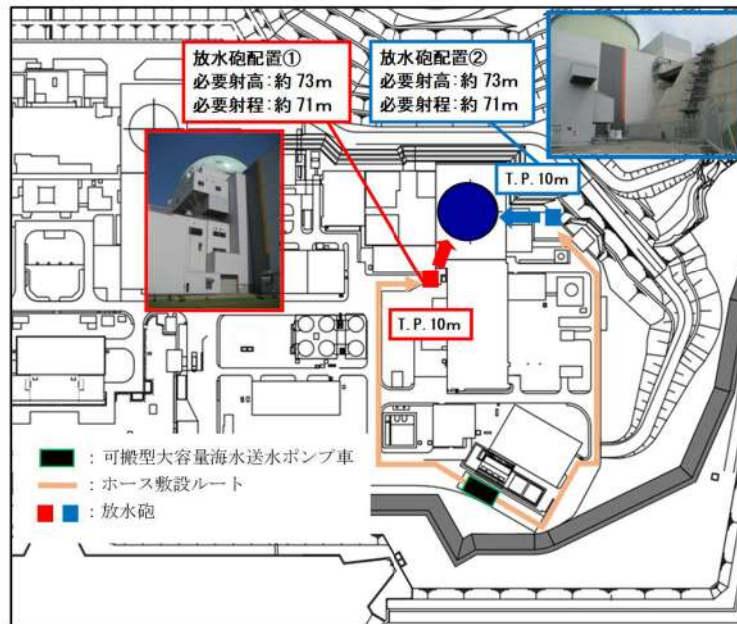 放水砲配置①
必要射高：約 73m
必要射程：約 71m
放水砲配置②
必要射高：約 73m
必要射程：約 71m
T.P.10m
T.P.10m
：可搬型大容量海水送水ポンプ車
：ホース敷設ルート
：放水砲